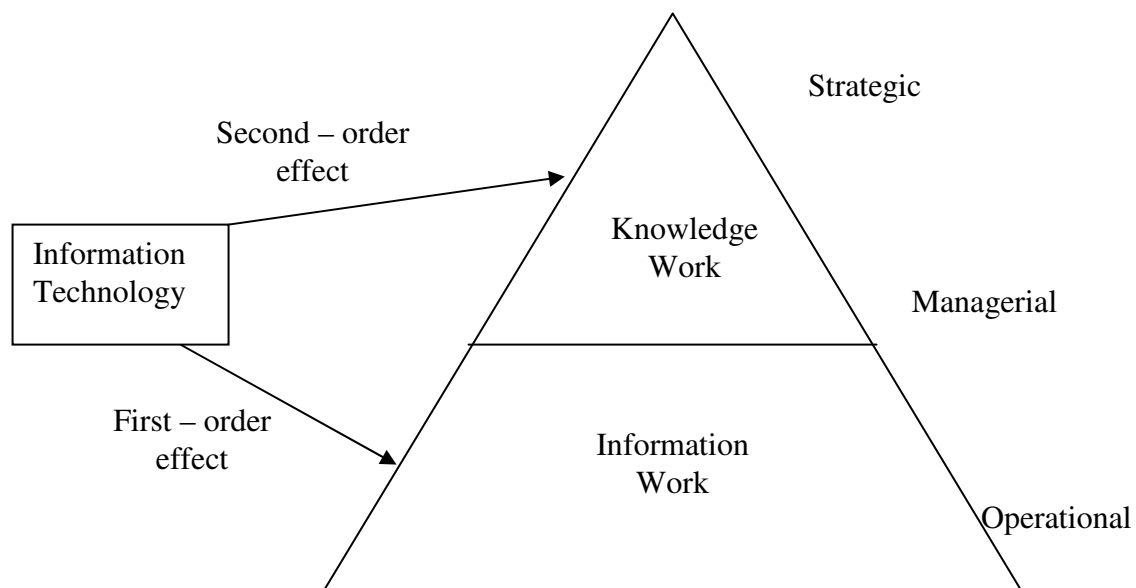 Strategic
Second – order
effect
Information
Technology
Knowledge
Work
Managerial
First – order
effect
Information
Work
Operational